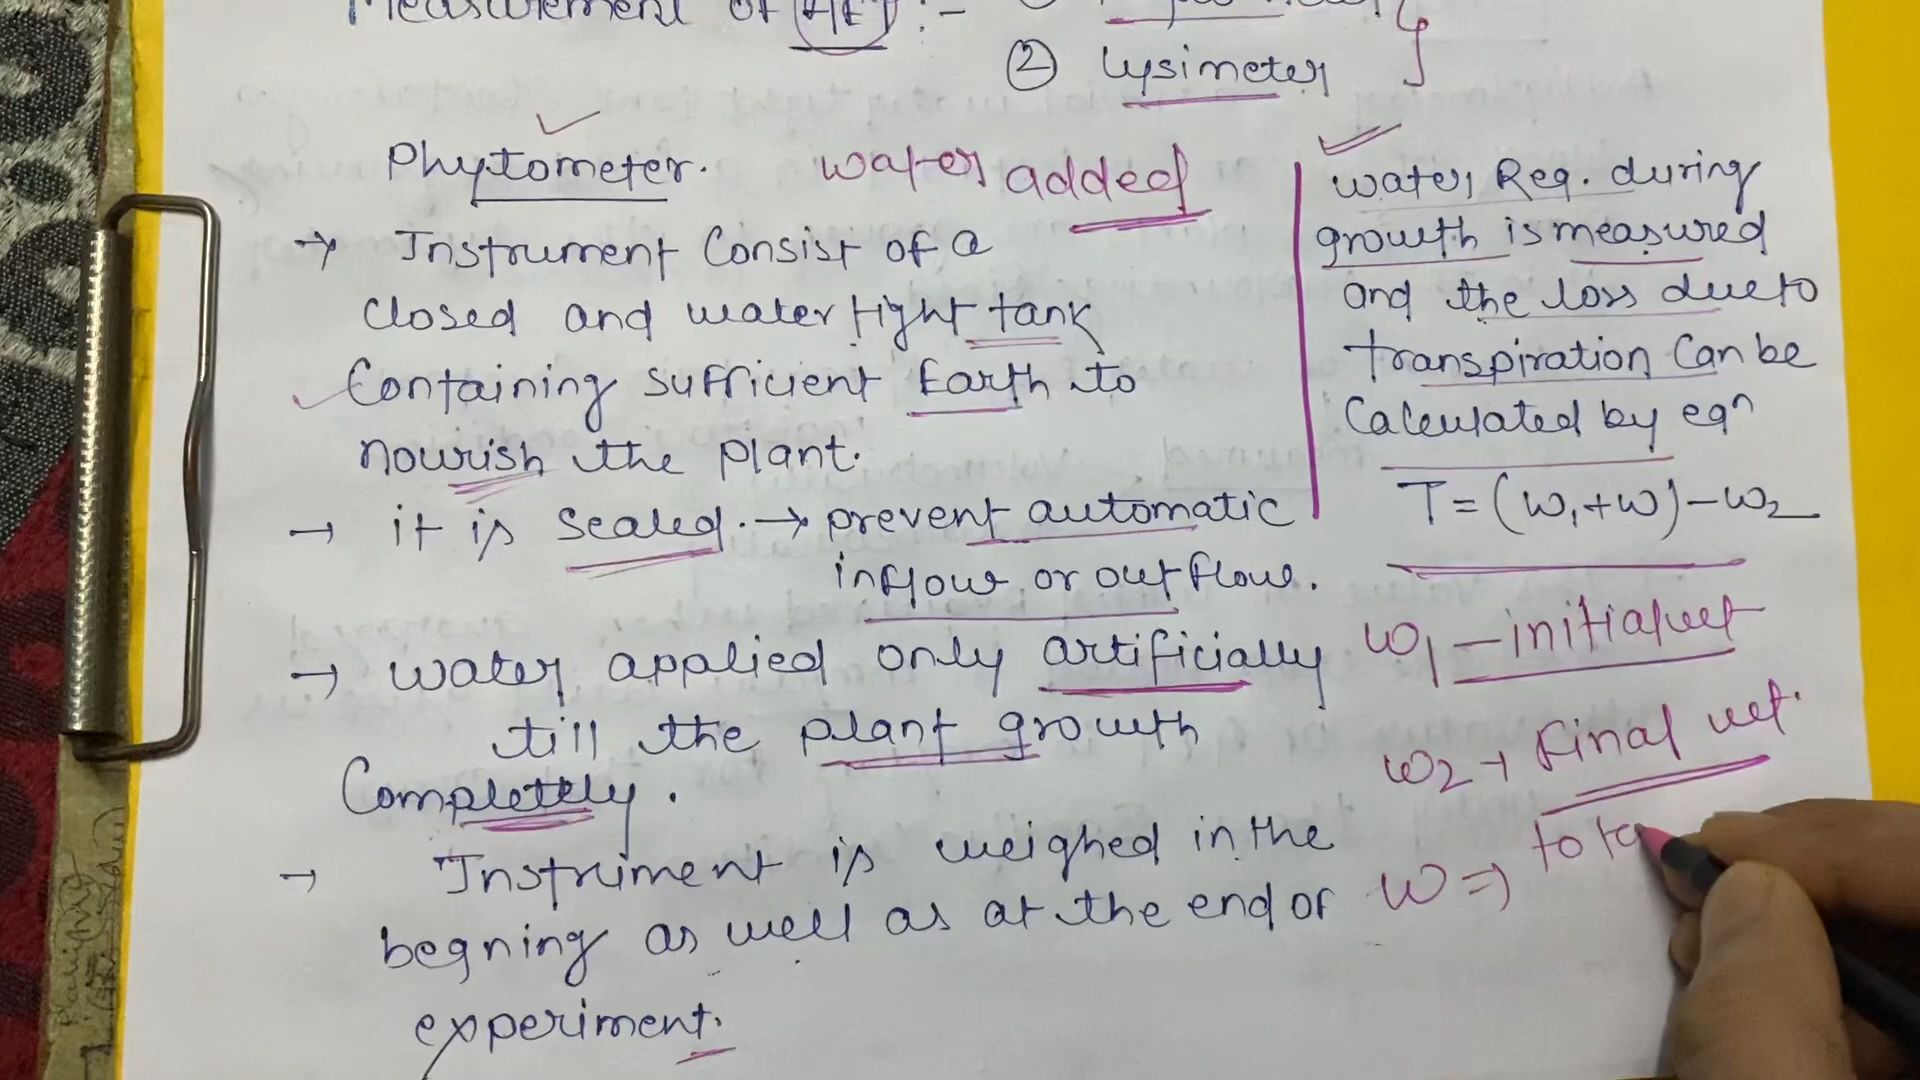 Measurement of AET :-
② Lysimeter
Phytometer. water added
→ Instrument Consist of a
closed and water tight tank
Containing sufficient Earth to
nourish the plant.
→ it is sealed. → prevent automatic
inflow or outflow.
→ water applied only artificially
till the plant growth
Completely.
→ Instrument is weighed in the
begning as well as at the end of
experiment.
water Req. during
growth is measured
and the loss due to
transpiration Can be
Calculated by eqn
T = (w1+w) - w2
w1 - initial wt
w2 → Final wt.
w ⇒ tota